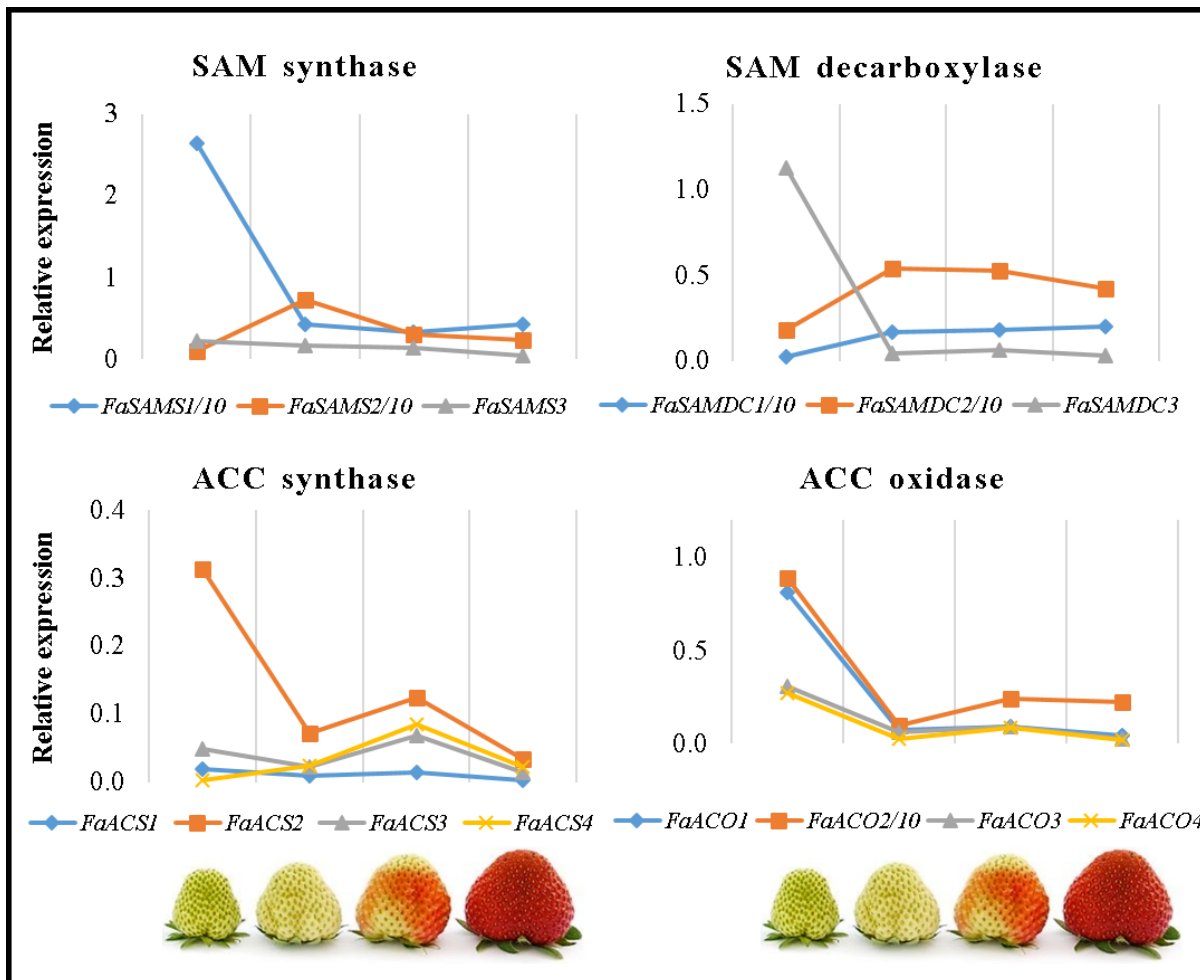 SAM synthase
Relative expression
3
2
1
0
FaSAMS1/10 FaSAMS2/10 FaSAMS3
SAM decarboxylase
1.5
1.0
0.5
0.0
FaSAMDC1/10 FaSAMDC2/10 FaSAMDC3
ACC synthase
Relative expression
0.4
0.3
0.2
0.1
0.0
FaACS1 FaACS2 FaACS3 FaACS4
ACC oxidase
1.0
0.5
0.0
FaACO1 FaACO2/10 FaACO3 FaACO4